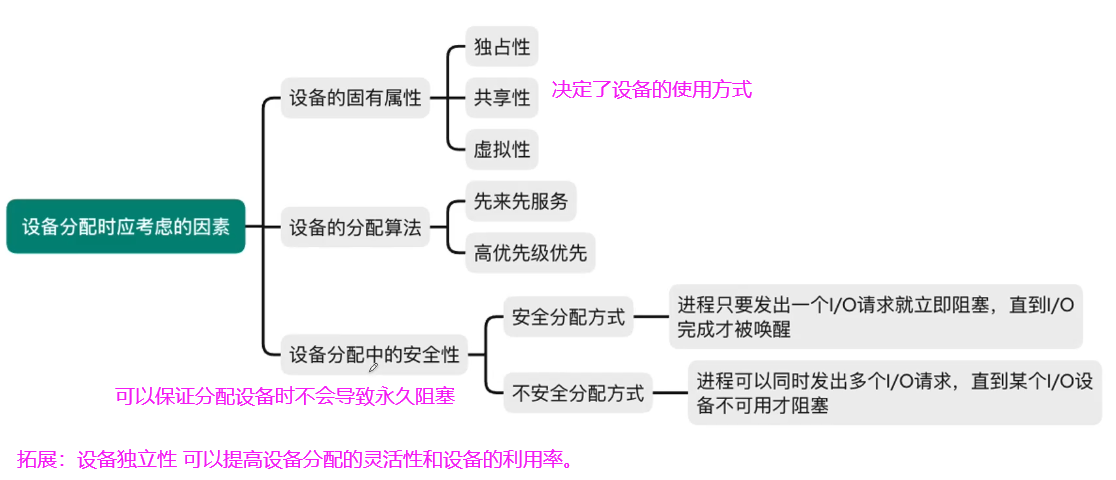 设备分配时应考虑的因素
设备的固有属性
独占性
共享性
虚拟性
决定了设备的使用方式
设备的分配算法
先来先服务
高优先级优先
设备分配中的安全性
可以保证分配设备时不会导致永久阻塞
安全分配方式
进程只要发出一个I/O请求就立即阻塞，直到I/O
完成才被唤醒
不安全分配方式
进程可以同时发出多个I/O请求，直到某个I/O设
备不可用才阻塞
拓展：设备独立性 可以提高设备分配的灵活性和设备的利用率。